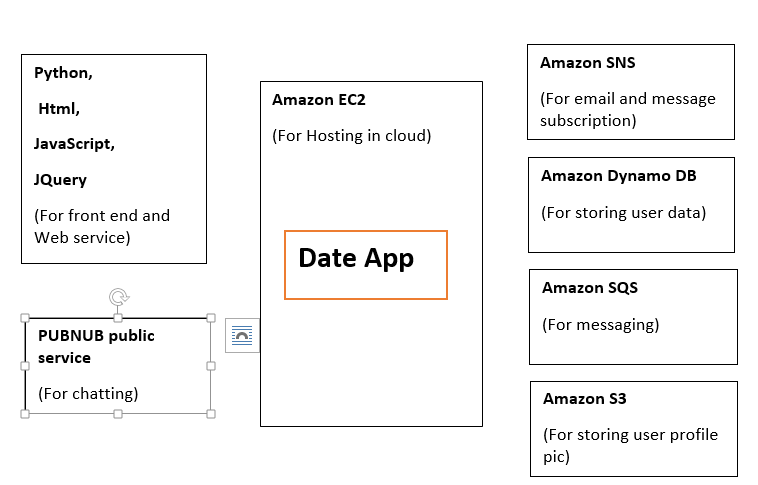 Python,
Html,
JavaScript,
JQuery
(For front end and
Web service)
PUBNUB public
service
(For chatting)
Amazon EC2
(For Hosting in cloud)
Date App
Amazon SNS
(For email and message
subscription)
Amazon Dynamo DB
(For storing user data)
Amazon SQS
(For messaging)
Amazon S3
(For storing user profile
pic)